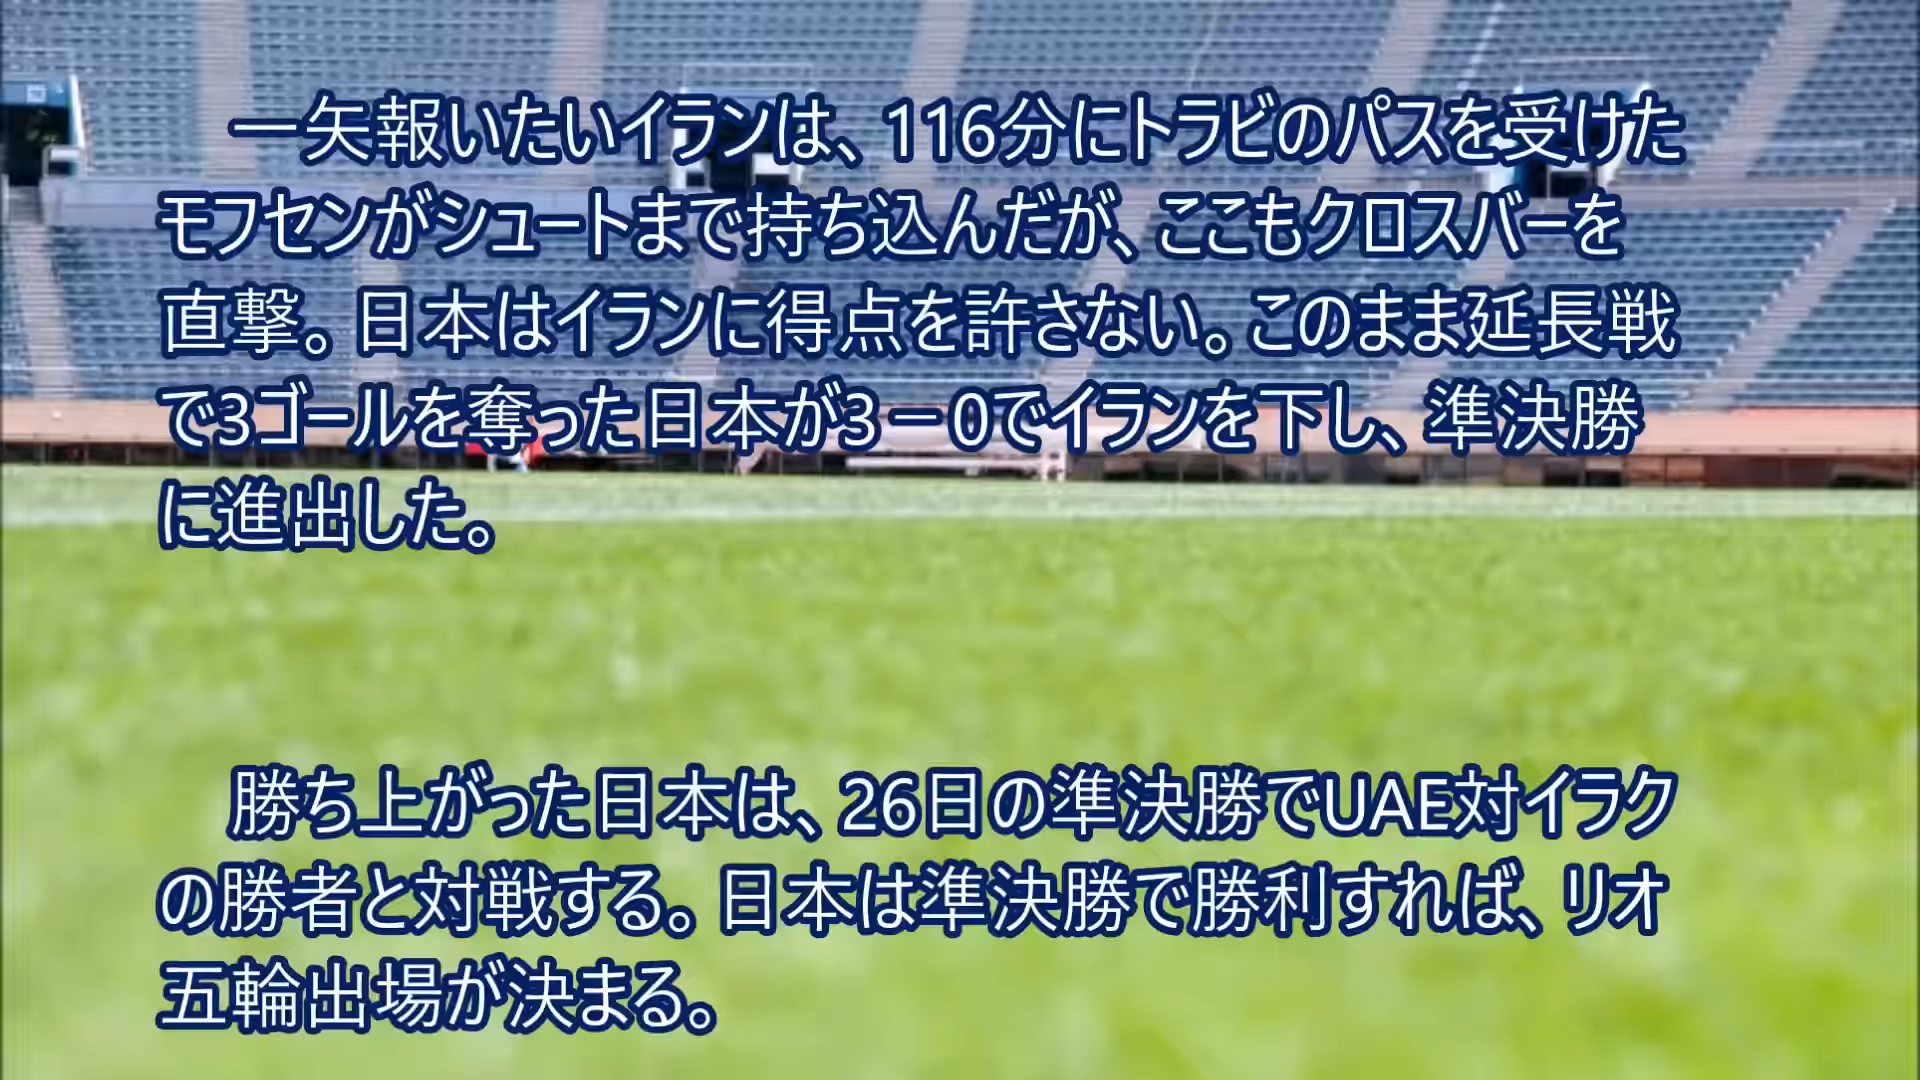 一矢報いたいイランは、116分にトラビのパスを受けた
モフセンがシュートまで持ち込んだが、ここもクロスバーを
直撃。日本はイランに得点を許さない。このまま延長戦
で3ゴールを奪った日本が3－0でイランを下し、準決勝
に進出した。
勝ち上がった日本は、26日の準決勝でUAE対イラク
の勝者と対戦する。日本は準決勝で勝利すれば、リオ
五輪出場が決まる。